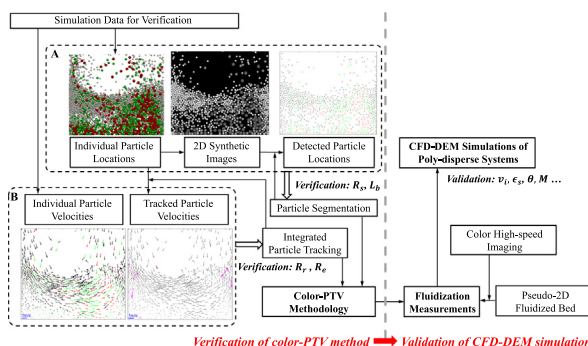 Simulation Data for Verification
A
Individual Particle
Locations
2D Synthetic
Images
Detected Particle
Locations
Verification: Rs, Lb
Particle Segmentation
B
Individual Particle
Velocities
Tracked Particle
Velocities
Integrated
Particle Tracking
Verification: Rr , Re
Color-PTV
Methodology
CFD-DEM Simulations of
Poly-disperse Systems
Validation: vi, ϵs, θ, M ...
Color High-speed
Imaging
Fluidization
Measurements
Pseudo-2D
Fluidized Bed
Verification of color-PTV method
Validation of CFD-DEM simulation